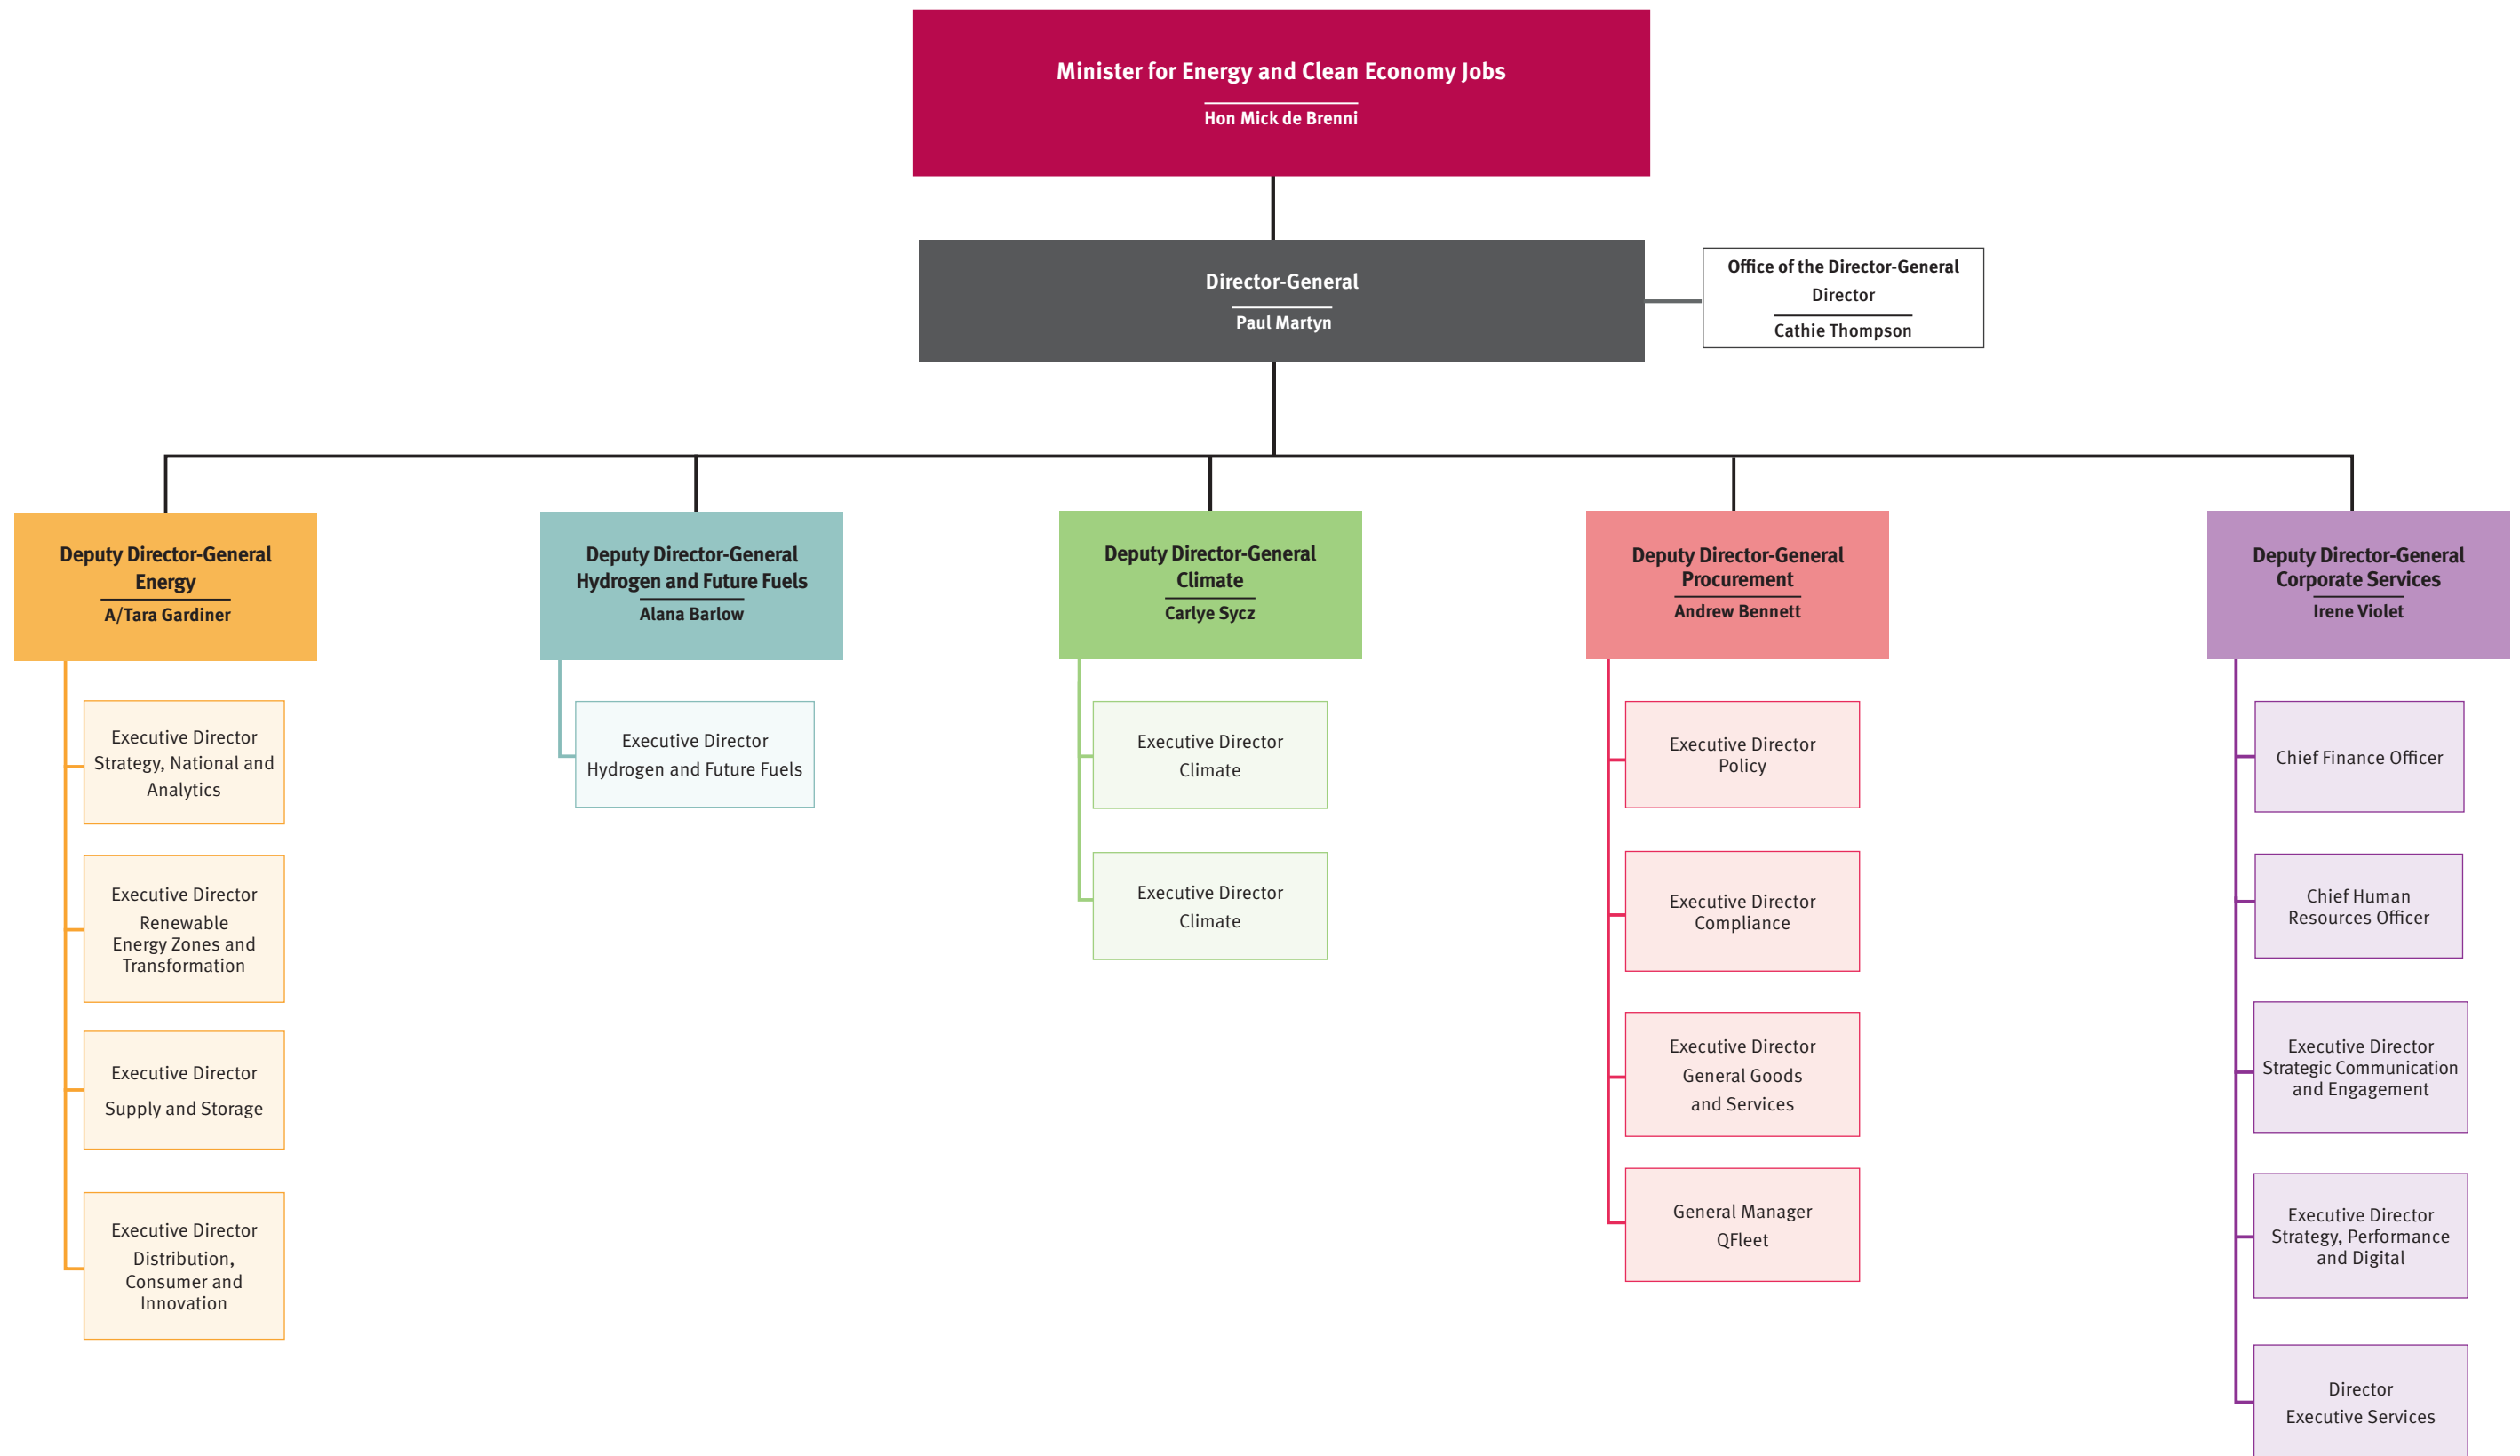 Minister for Energy and Clean Economy Jobs
Hon Mick de Brenni
Director-General
Paul Martyn
Office of the Director-General
Director
Cathie Thompson
Deputy Director-General
Energy
A/Tara Gardiner
Executive Director
Strategy, National and
Analytics
Executive Director
Renewable
Energy Zones and
Transformation
Executive Director
Supply and Storage
Executive Director
Distribution,
Consumer and
Innovation
Deputy Director-General
Hydrogen and Future Fuels
Alana Barlow
Executive Director
Hydrogen and Future Fuels
Deputy Director-General
Climate
Carlye Sycz
Executive Director
Climate
Executive Director
Climate
Deputy Director-General
Procurement
Andrew Bennett
Executive Director
Policy
Executive Director
Compliance
Executive Director
General Goods
and Services
General Manager
QFleet
Deputy Director-General
Corporate Services
Irene Violet
Chief Finance Officer
Chief Human
Resources Officer
Executive Director
Strategic Communication
and Engagement
Executive Director
Strategy, Performance
and Digital
Director
Executive Services